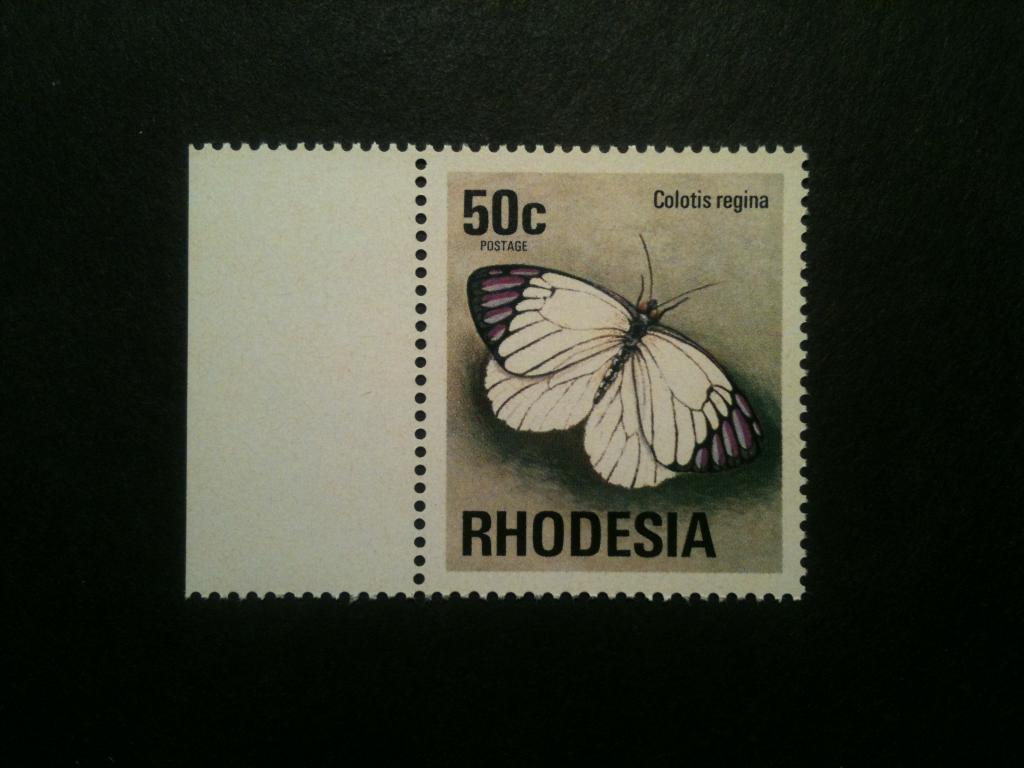 50c
POSTAGE
Colotis regina
RHODESIA